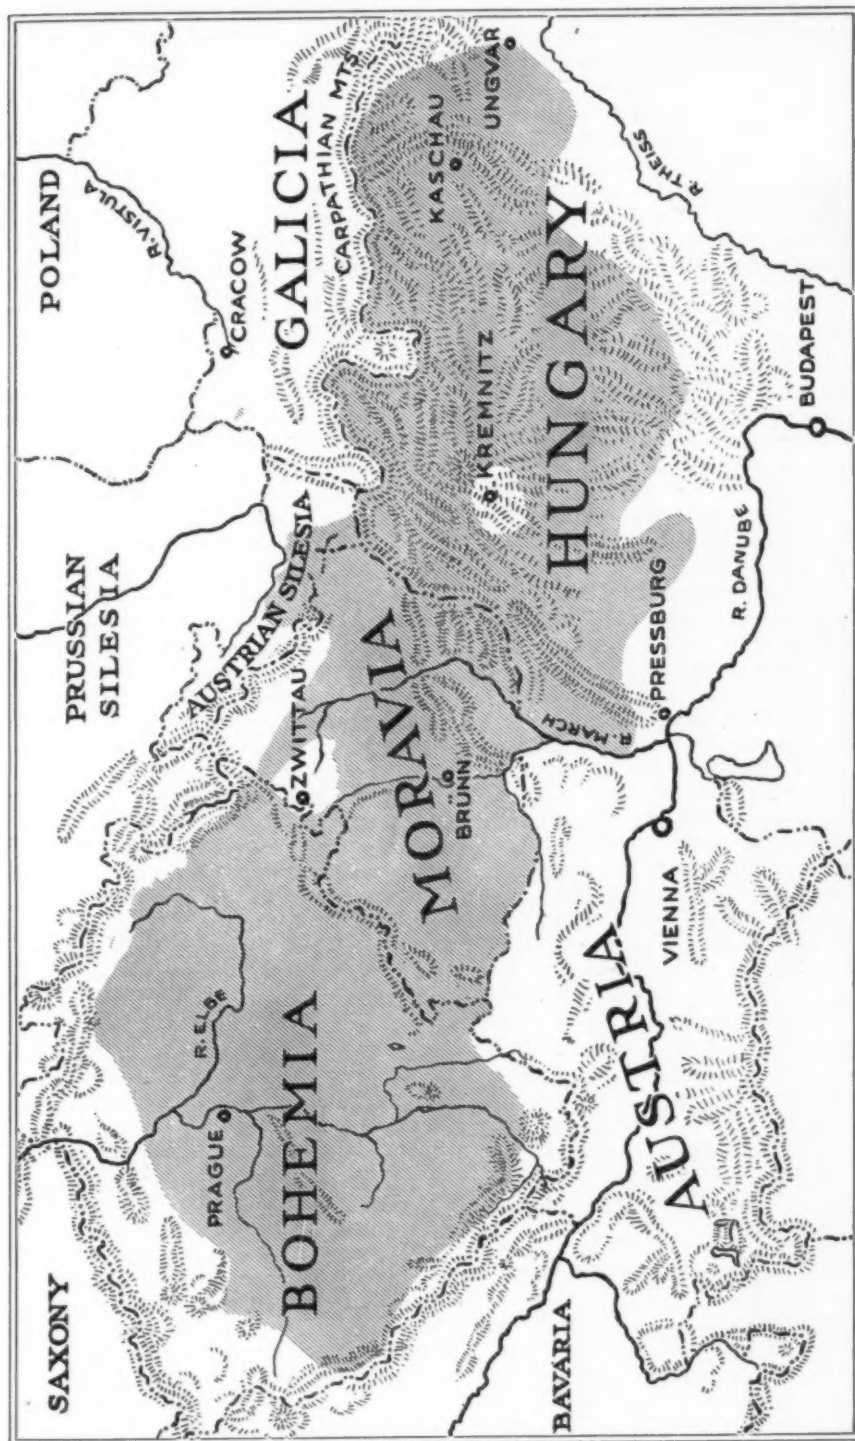 SAXONY
PRUSSIAN
SILESIA
POLAND
R. VISTULA
CRACOW
GALICIA
CARPATHIAN MTS.
AUSTRIAN SILESIA
R. ELBE
PRAGUE
BOHEMIA
ZWITTAU
MORAVIA
BRÜNN
KREMNITZ
KASCHAU
UNGVAR
HUNGARY
R. MARCH
PRESSBURG
R. THEISS
BAVARIA
AUSTRIA
VIENNA
R. DANUBE
BUDAPEST